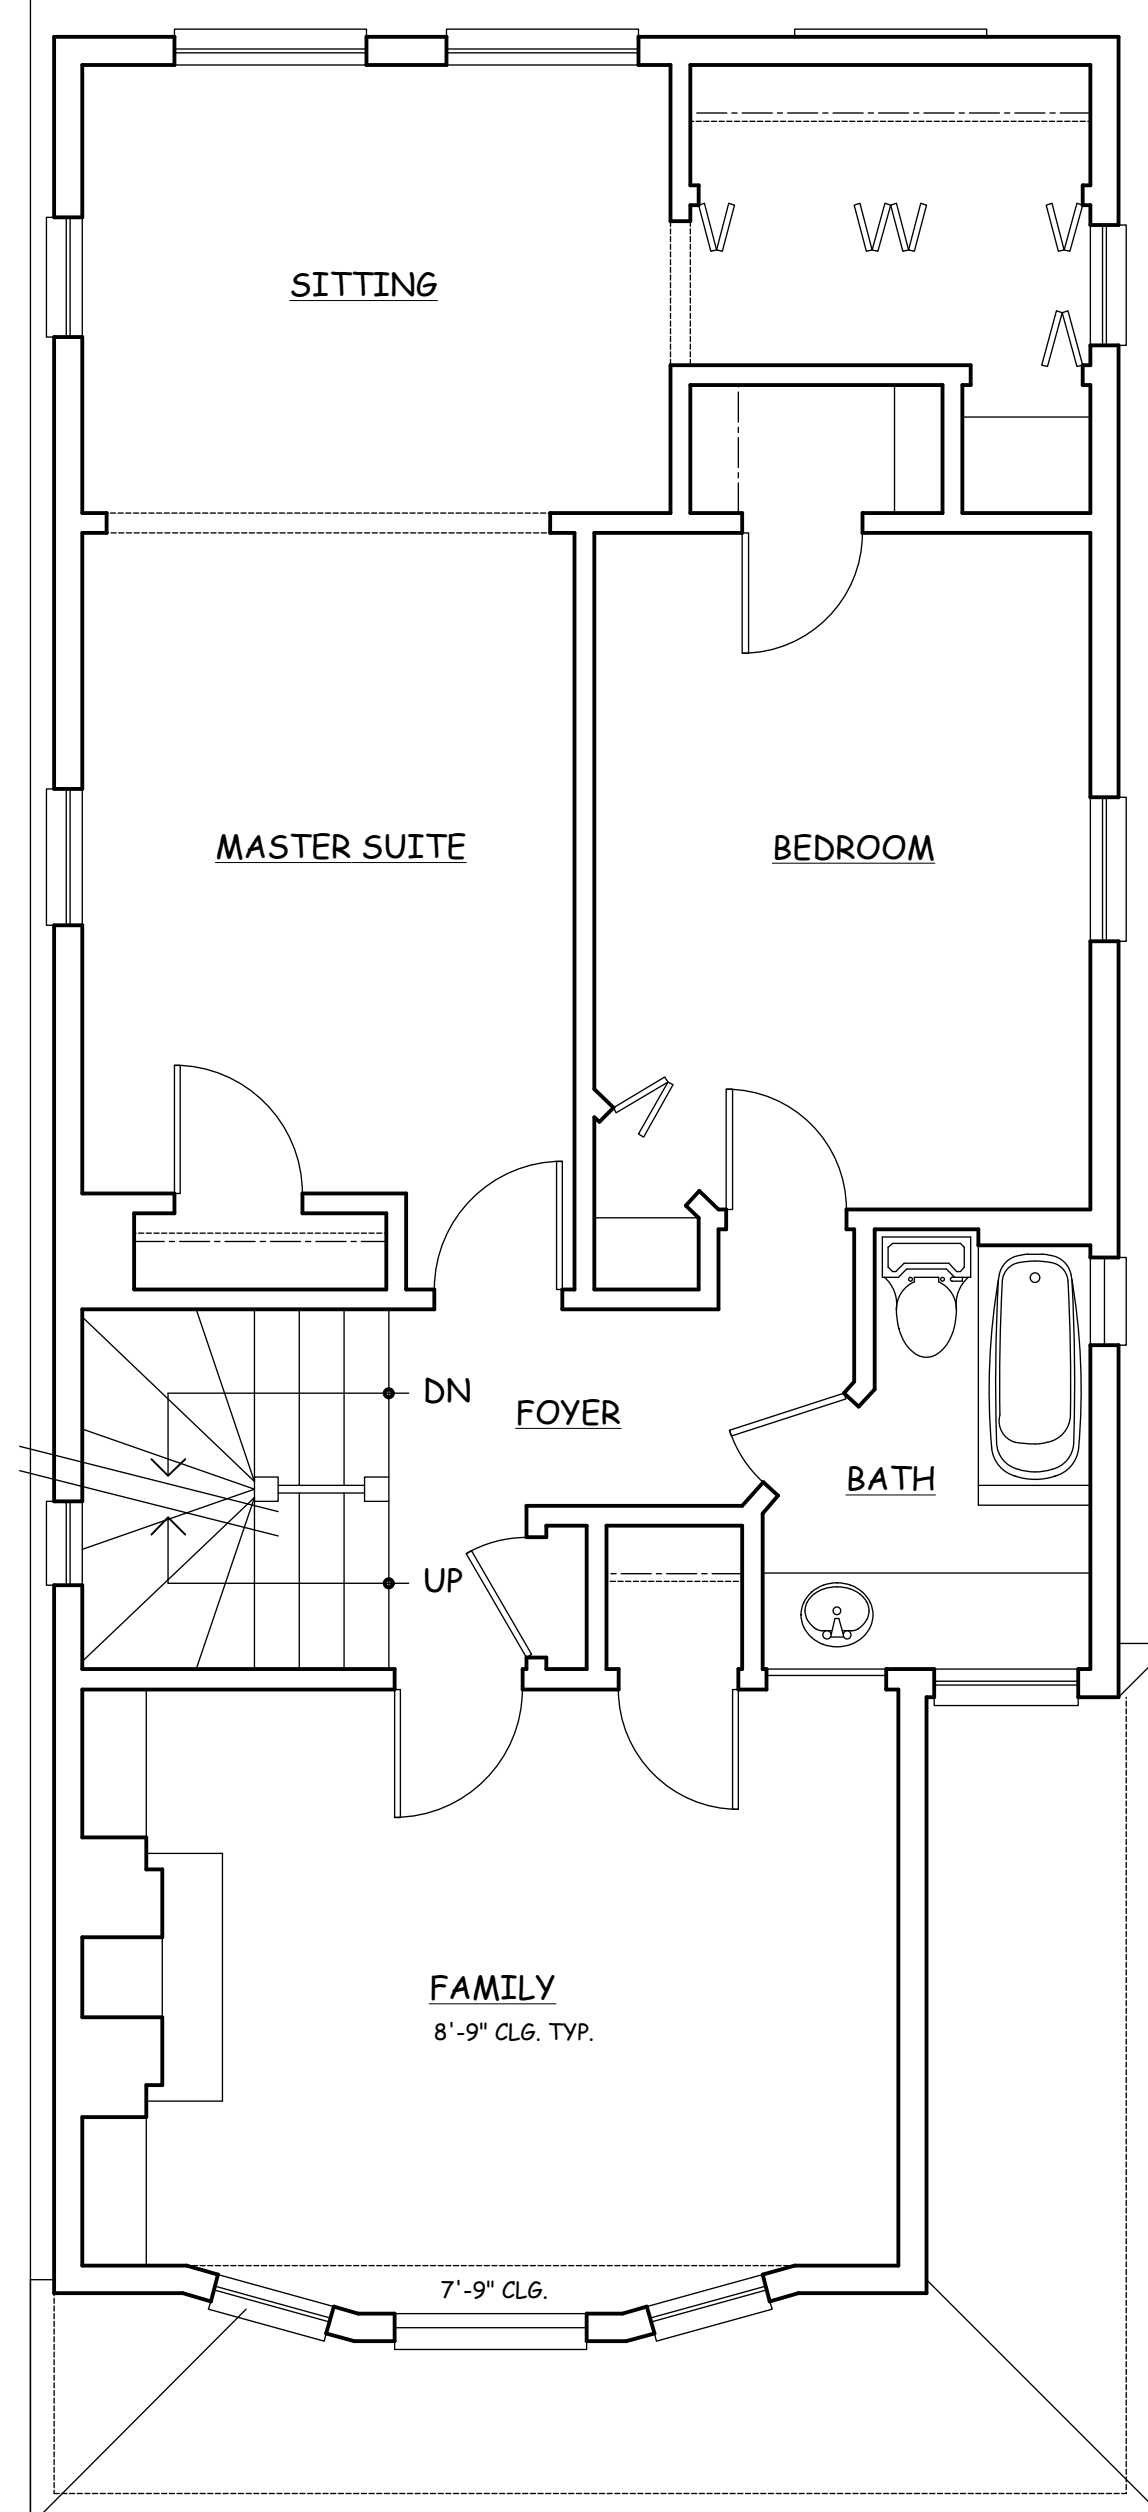 SITTING
MASTER SUITE
BEDROOM
DN
FOYER
BATH
UP
FAMILY
8'-9" CLG. TYP.
7'-9" CLG.